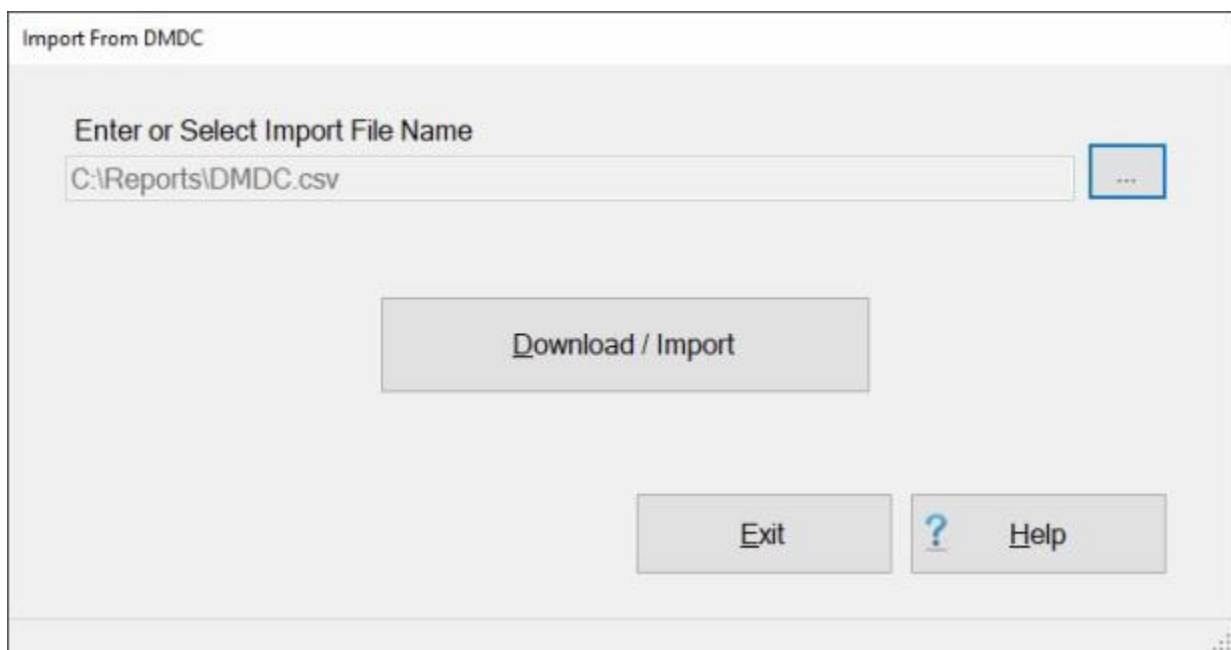 Import From DMDC
Enter or Select Import File Name
C:\Reports\DMDC.csv
...
Download / Import
Exit
? Help